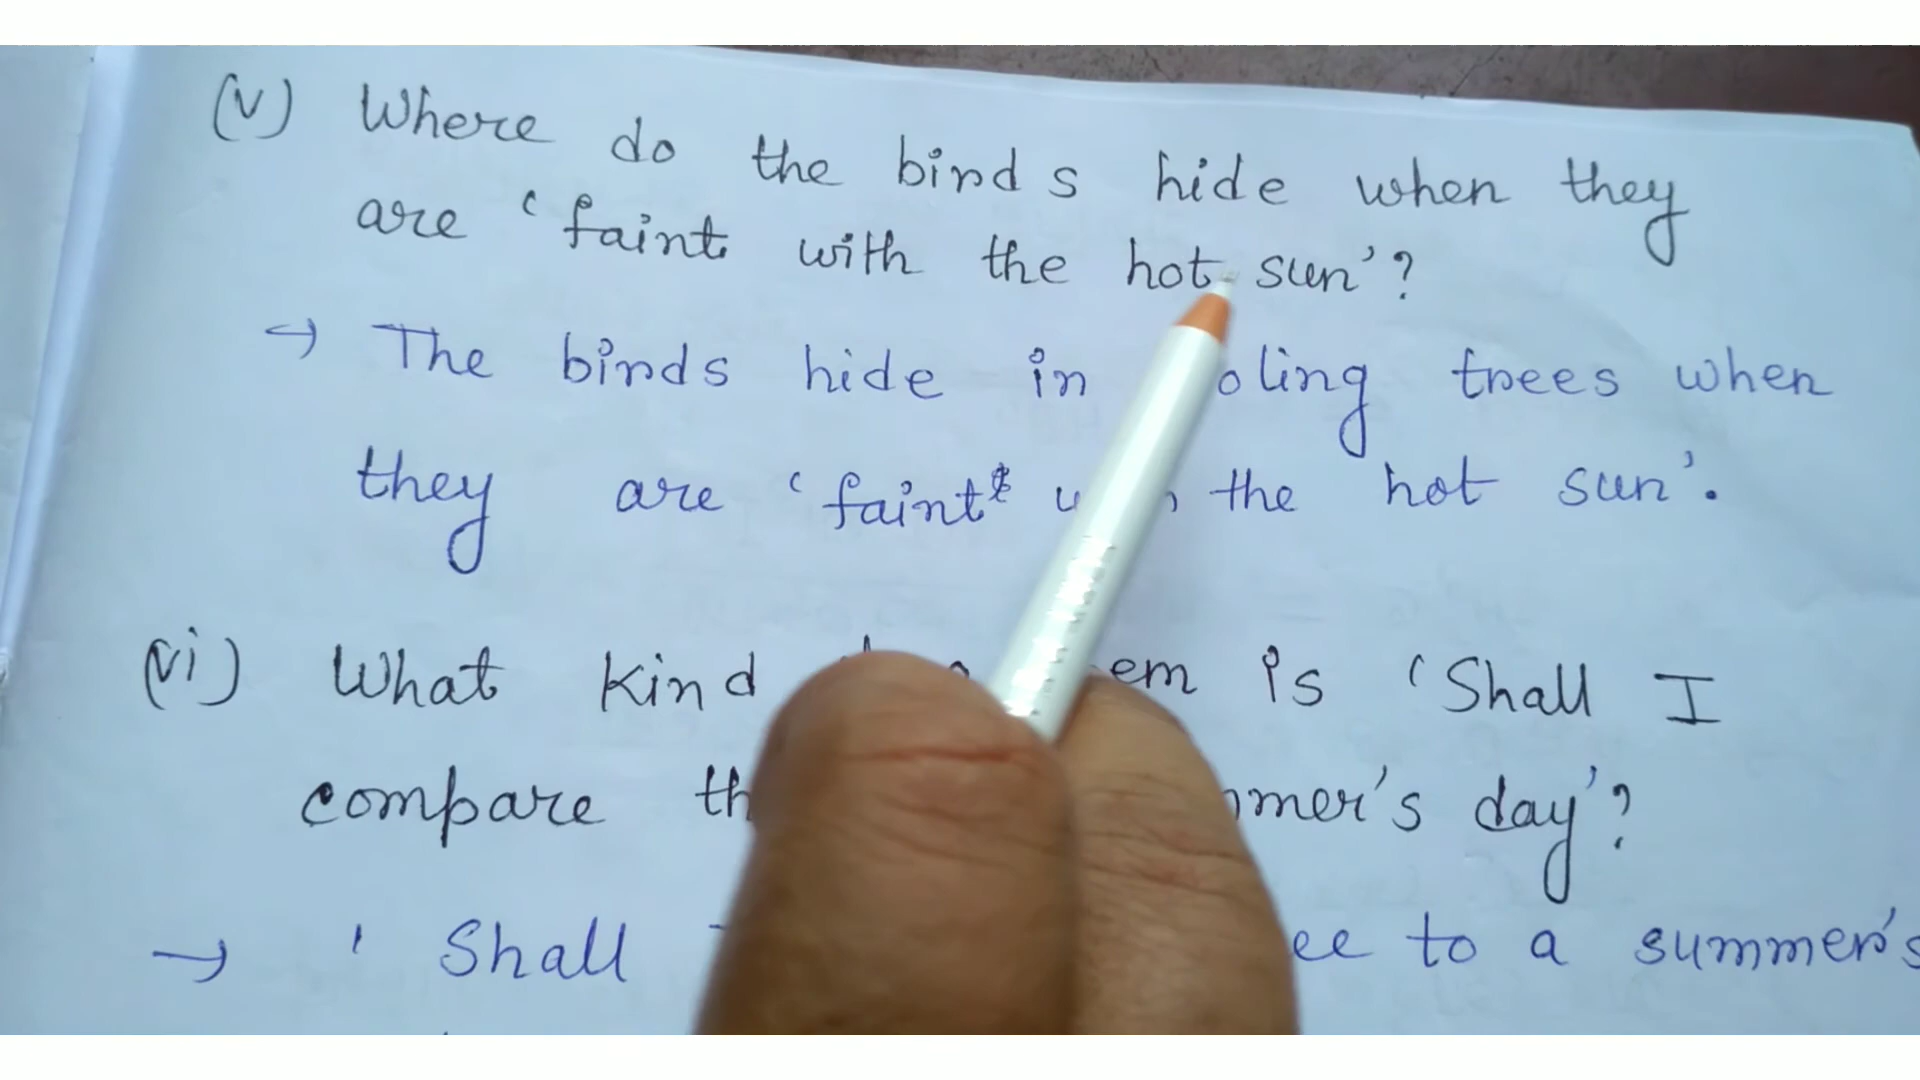 (v) Where do the birds hide when they
are ‘faint with the hot sun’?
→ The birds hide in oling trees when
they are ‘faint the hot sun’.
(vi) What kind em is ‘Shall I
compare th mmer's day’?
→ ‘Shall ee to a summer's